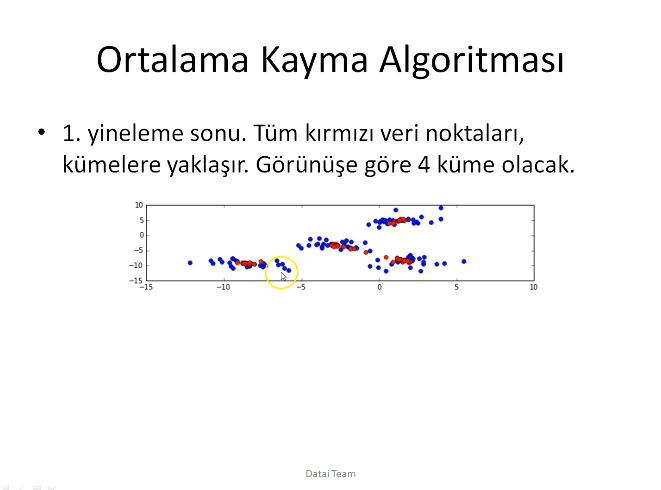 Ortalama Kayma Algoritması
• 1. yineleme sonu. Tüm kırmızı veri noktaları,
kümelere yaklaşır. Görünüşe göre 4 küme olacak.
10
5
0
−5
−10
−15
−15 −10 −5 0 5 10
Datai Team